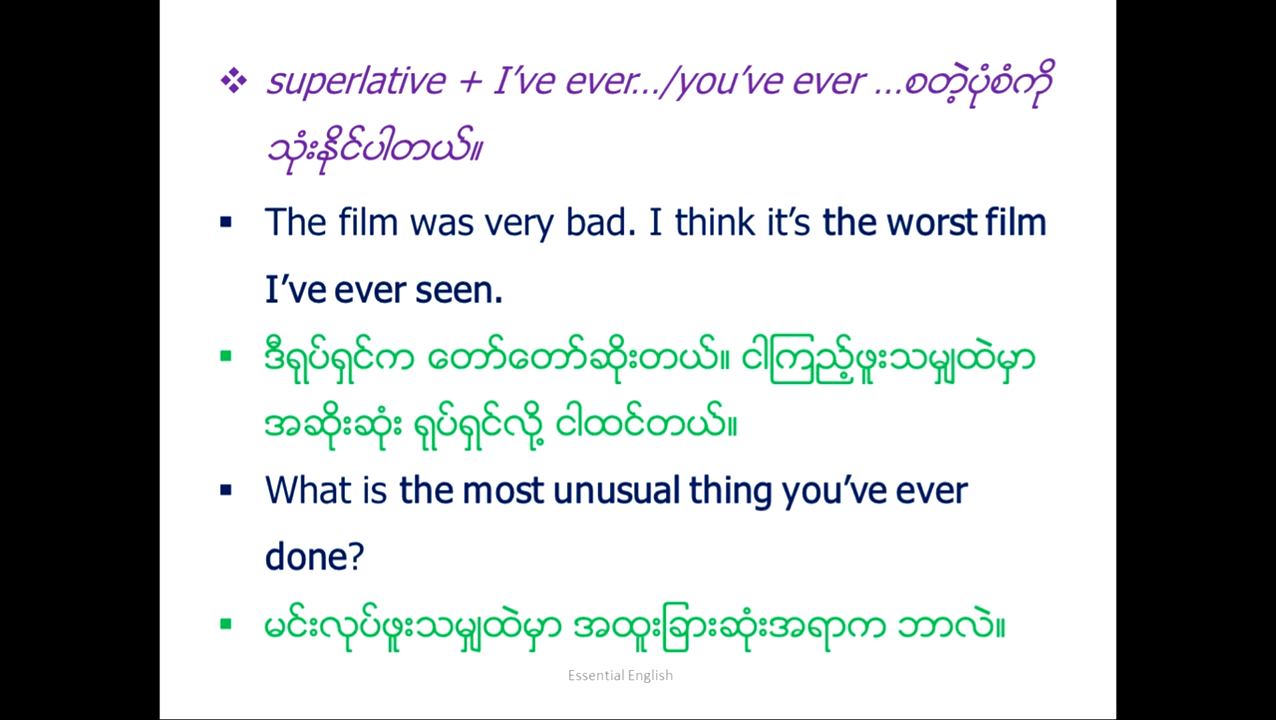 ❖ superlative + I’ve ever…/you’ve ever …စတဲ့ပုံစံကို
သုံးနိုင်ပါတယ်။
▪ The film was very bad. I think it’s the worst film
I’ve ever seen.
▪ ဒီရုပ်ရှင်က တော်တော်ဆိုးတယ်။ ငါကြည့်ဖူးသမျှထဲမှာ
အဆိုးဆုံး ရုပ်ရှင်လို့ ငါထင်တယ်။
▪ What is the most unusual thing you’ve ever
done?
▪ မင်းလုပ်ဖူးသမျှထဲမှာ အထူးခြားဆုံးအရာက ဘာလဲ။
Essential English